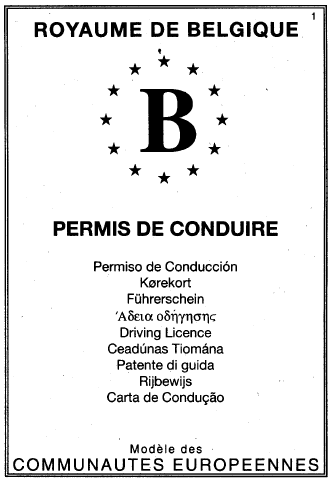 1
ROYAUME DE BELGIQUE
B
PERMIS DE CONDUIRE
Permiso de Conducción
Kørekort
Führerschein
Άδεια οδήγησης
Driving Licence
Ceadúnas Tiomána
Patente di guida
Rijbewijs
Carta de Condução
Modèle des
COMMUNAUTES EUROPEENNES